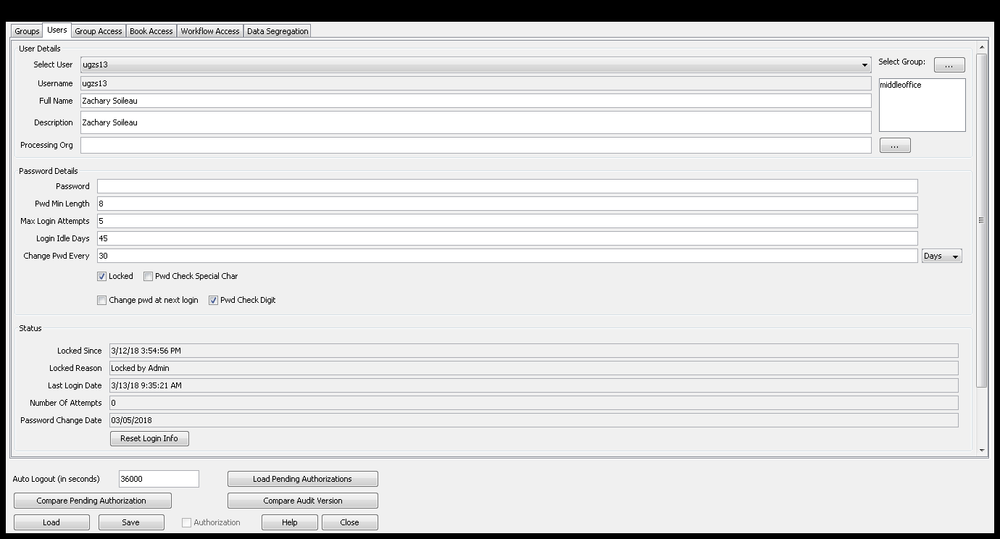 Groups Users Group Access Book Access Workflow Access Data Segregation
User Details
Select User ugzs13 Select Group: ...
Username ugzs13 middleoffice
Full Name Zachary Soileau
Description Zachary Soileau
Processing Org ...
Password Details
Password
Pwd Min Length 8
Max Login Attempts 5
Login Idle Days 45
Change Pwd Every 30 Days
Locked Pwd Check Special Char
Change pwd at next login Pwd Check Digit
Status
Locked Since 3/12/18 3:54:56 PM
Locked Reason Locked by Admin
Last Login Date 3/13/18 9:35:21 AM
Number Of Attempts 0
Password Change Date 03/05/2018
Reset Login Info
Auto Logout (in seconds) 36000 Load Pending Authorizations
Compare Pending Authorization Compare Audit Version
Load Save Authorization Help Close